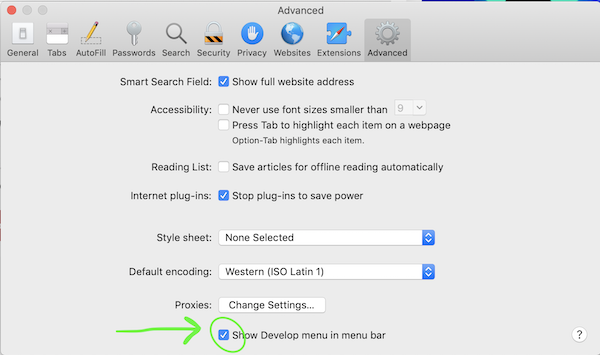 Advanced
General Tabs AutoFill Passwords Search Security Privacy Websites Extensions Advanced
Smart Search Field: Show full website address
Accessibility: Never use font sizes smaller than 9
Press Tab to highlight each item on a webpage
Option-Tab highlights each item.
Reading List: Save articles for offline reading automatically
Internet plug-ins: Stop plug-ins to save power
Style sheet: None Selected
Default encoding: Western (ISO Latin 1)
Proxies: Change Settings...
Show Develop menu in menu bar ?